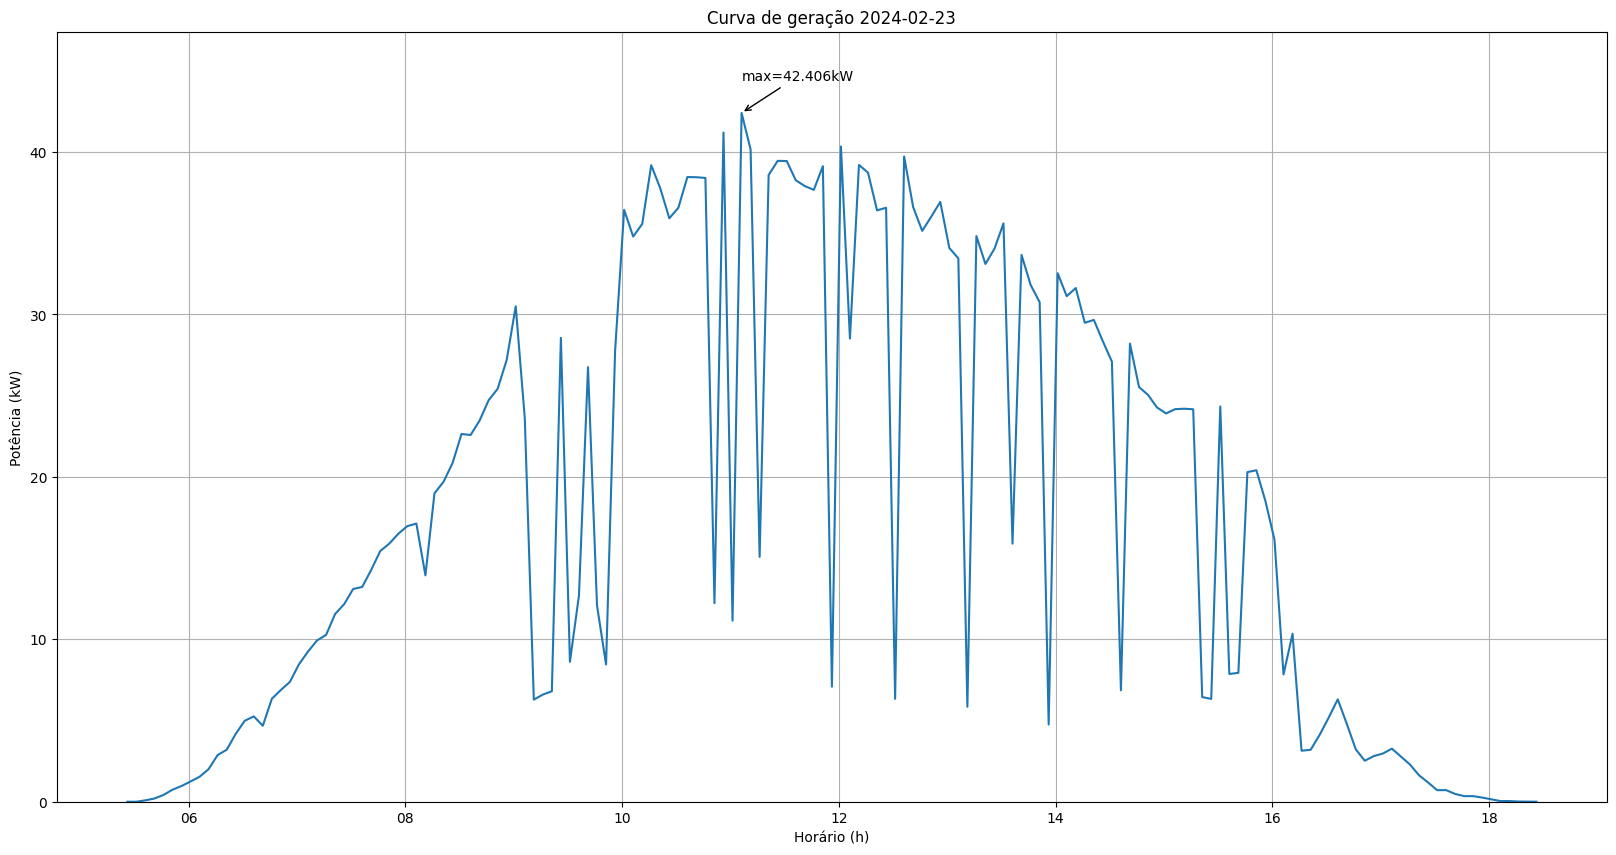 Curva de geração 2024-02-23
max=42.406kW
Potência (kW)
40
30
20
10
0
06 08 10 12 14 16 18
Horário (h)